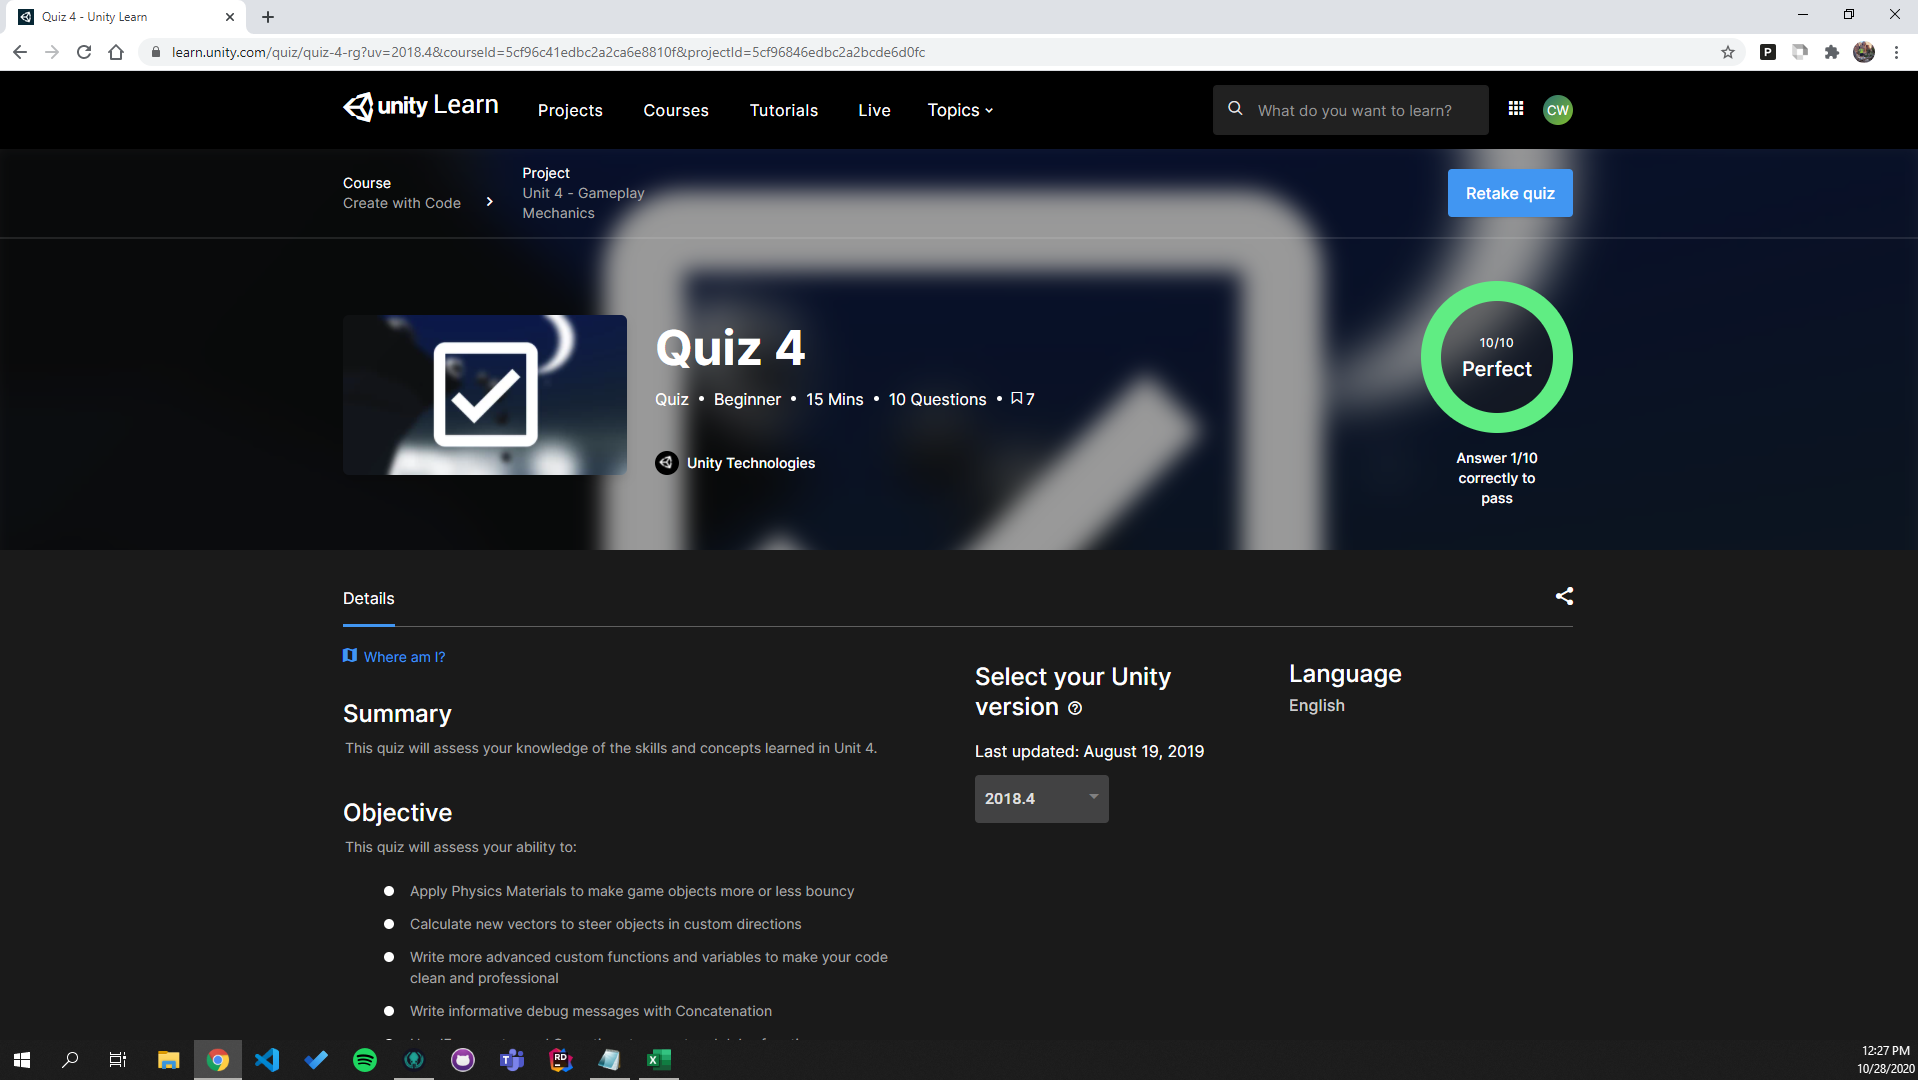 Quiz 4 - Unity Learn
learn.unity.com/quiz/quiz-4-rg?uv=2018.4&courseId=5cf96c41edbc2a2ca6e8810f&projectId=5cf96846edbc2a2bcde6d0fc
P
unity Learn
Projects
Courses
Tutorials
Live
Topics
What do you want to learn?
CW
Course
Create with Code
Project
Unit 4 - Gameplay
Mechanics
Retake quiz
Quiz 4
Quiz • Beginner • 15 Mins • 10 Questions • 7
Unity Technologies
10/10
Perfect
Answer 1/10
correctly to
pass
Details
Where am I?
Summary
This quiz will assess your knowledge of the skills and concepts learned in Unit 4.
Objective
This quiz will assess your ability to:
Apply Physics Materials to make game objects more or less bouncy
Calculate new vectors to steer objects in custom directions
Write more advanced custom functions and variables to make your code
clean and professional
Write informative debug messages with Concatenation
Select your Unity
version
Last updated: August 19, 2019
2018.4
Language
English
RD
12:27 PM
10/28/2020